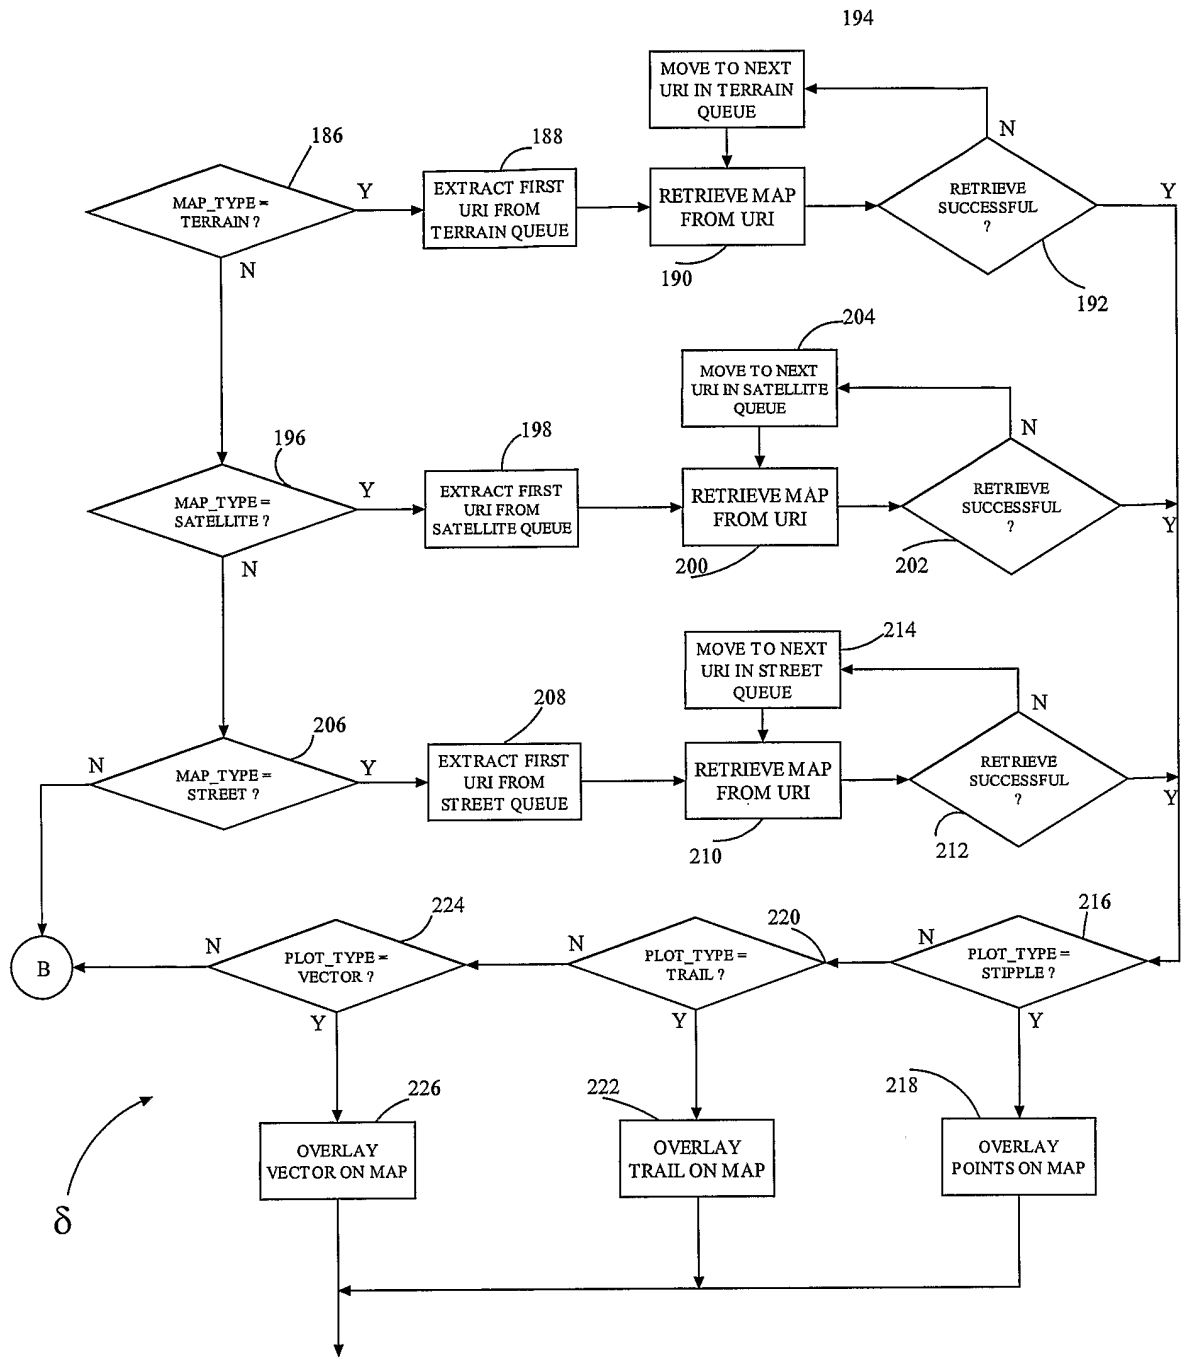 194
MOVE TO NEXT
URI IN TERRAIN
QUEUE
N
186
188
MAP_TYPE =
TERRAIN ?
Y
EXTRACT FIRST
URI FROM
TERRAIN QUEUE
RETRIEVE MAP
FROM URI
RETRIEVE
SUCCESSFUL
?
Y
N
190
192
204
MOVE TO NEXT
URI IN SATELLITE
QUEUE
N
196
198
MAP_TYPE =
SATELLITE ?
Y
EXTRACT FIRST
URI FROM
SATELLITE QUEUE
RETRIEVE MAP
FROM URI
RETRIEVE
SUCCESSFUL
?
Y
N
200
202
214
MOVE TO NEXT
URI IN STREET
QUEUE
N
206
208
N
MAP_TYPE =
STREET ?
Y
EXTRACT FIRST
URI FROM
STREET QUEUE
RETRIEVE MAP
FROM URI
RETRIEVE
SUCCESSFUL
?
Y
210
212
224
220
216
B
N
PLOT_TYPE =
VECTOR ?
N
PLOT_TYPE =
TRAIL ?
N
PLOT_TYPE =
STIPPLE ?
Y
Y
Y
226
222
218
OVERLAY
VECTOR ON MAP
OVERLAY
TRAIL ON MAP
OVERLAY
POINTS ON MAP
δ